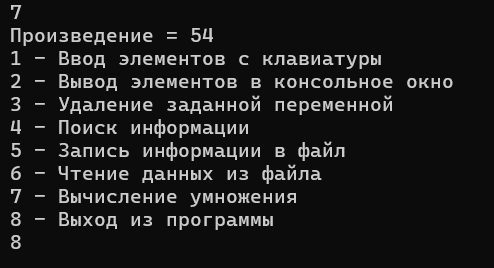 7
Произведение = 54
1 - Ввод элементов с клавиатуры
2 - Вывод элементов в консольное окно
3 - Удаление заданной переменной
4 - Поиск информации
5 - Запись информации в файл
6 - Чтение данных из файла
7 - Вычисление умножения
8 - Выход из программы
8